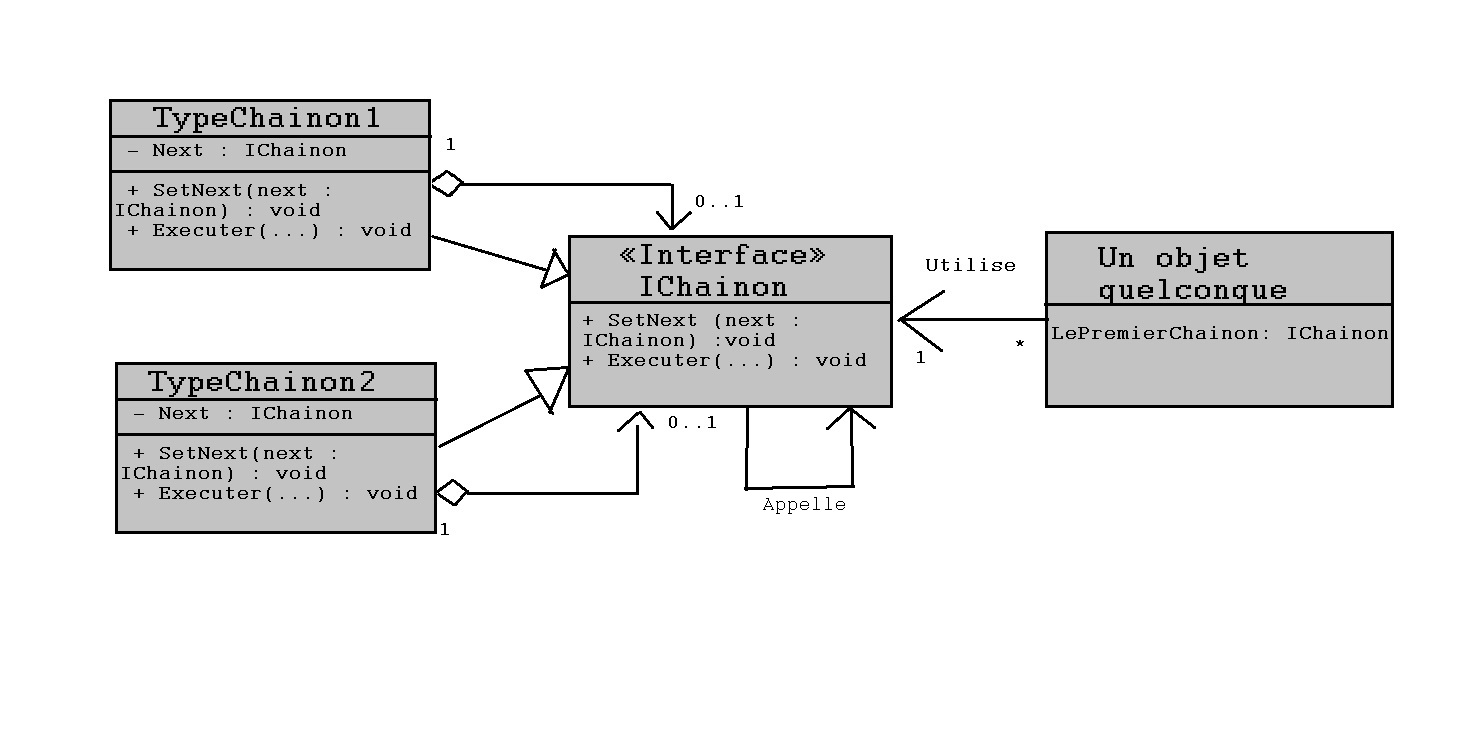 TypeChainon1
- Next : IChainon
+ SetNext(next :
IChainon) : void
+ Executer(...) : void
1
0..1
«Interface»
IChainon
+ SetNext (next :
IChainon) :void
+ Executer(...) : void
Utilise
1
*
Un objet
quelconque
LePremierChainon: IChainon
TypeChainon2
- Next : IChainon
+ SetNext(next :
IChainon) : void
+ Executer(...) : void
1
0..1
Appelle